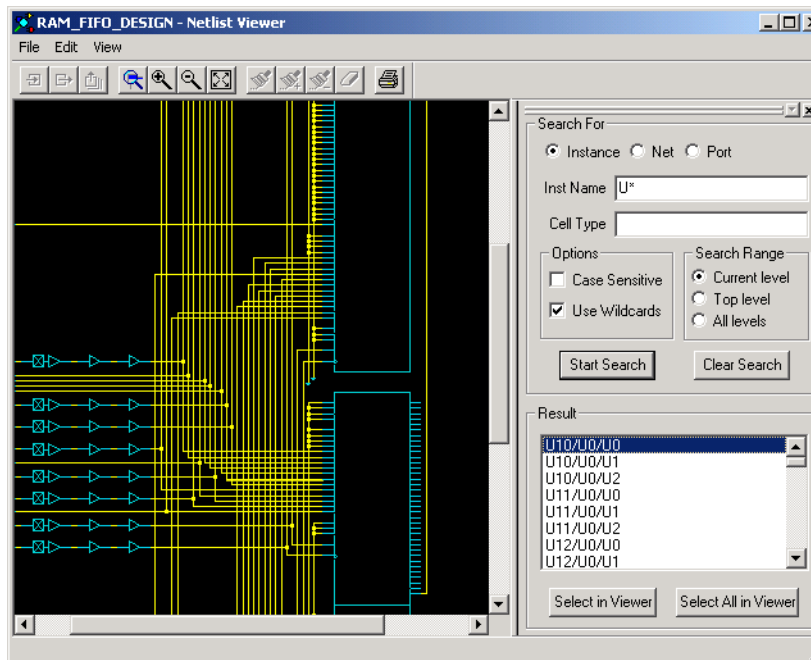 RAM_FIFO_DESIGN - Netlist Viewer
File Edit View
Search For
Instance Net Port
Inst Name U*
Cell Type
Options
Case Sensitive
Use Wildcards
Search Range
Current level
Top level
All levels
Start Search Clear Search
Result
U10/U0/U0
U10/U0/U1
U10/U0/U2
U11/U0/U0
U11/U0/U1
U11/U0/U2
U12/U0/U0
U12/U0/U1
Select in Viewer Select All in Viewer